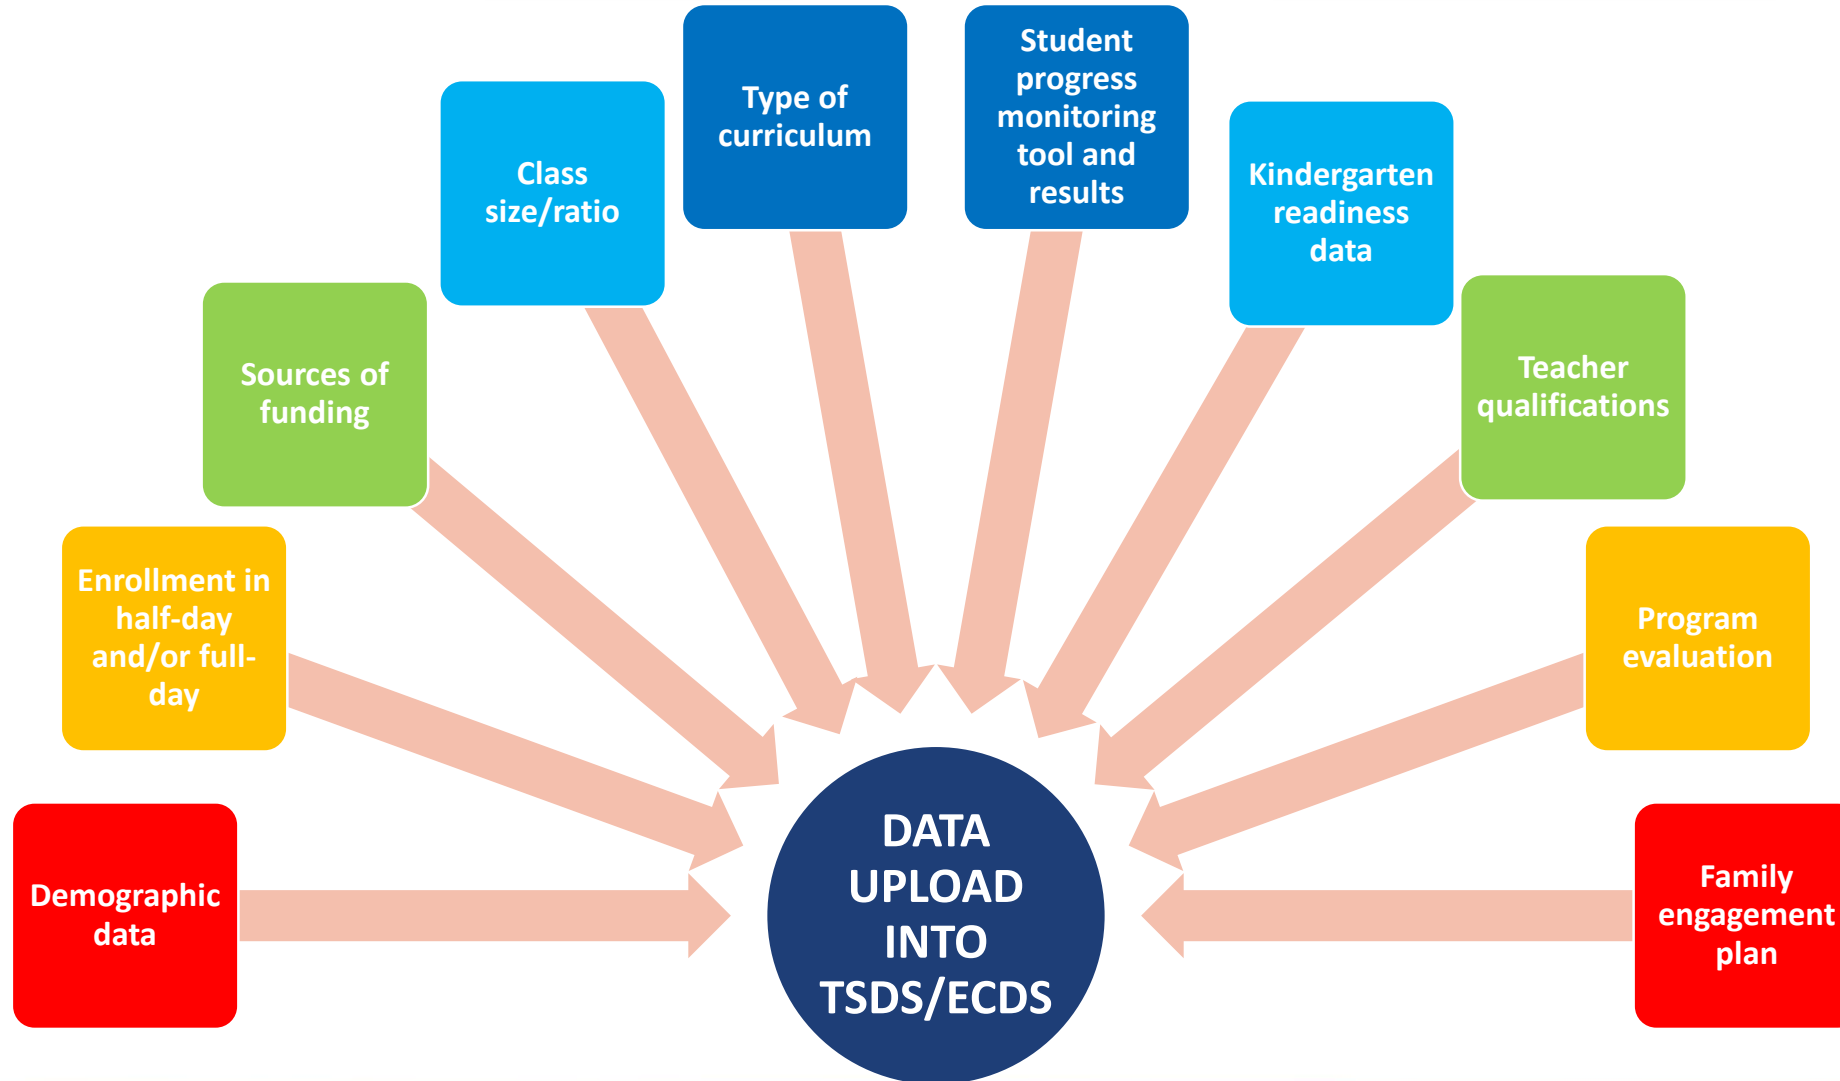 Demographic
data
Enrollment in
half-day
and/or full-
day
Sources of
funding
Class
size/ratio
Type of
curriculum
Student
progress
monitoring
tool and
results
Kindergarten
readiness
data
Teacher
qualifications
Program
evaluation
Family
engagement
plan
DATA
UPLOAD
INTO
TSDS/ECDS